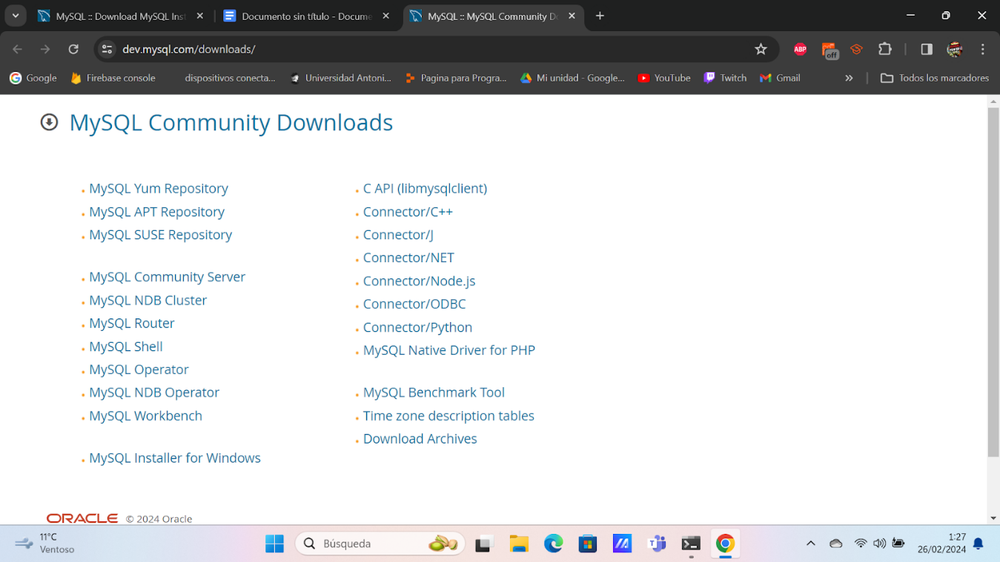 MySQL :: Download MySQL Inst
Documento sin título - Docume
MySQL :: MySQL Community Do
dev.mysql.com/downloads/
ABP
off
Google
Firebase console
dispositivos conecta...
Universidad Antoni...
Pagina para Progra...
Mi unidad - Google...
YouTube
Twitch
Gmail
»
Todos los marcadores
MySQL Community Downloads
MySQL Yum Repository
MySQL APT Repository
MySQL SUSE Repository
MySQL Community Server
MySQL NDB Cluster
MySQL Router
MySQL Shell
MySQL Operator
MySQL NDB Operator
MySQL Workbench
MySQL Installer for Windows
C API (libmysqlclient)
Connector/C++
Connector/J
Connector/NET
Connector/Node.js
Connector/ODBC
Connector/Python
MySQL Native Driver for PHP
MySQL Benchmark Tool
Time zone description tables
Download Archives
ORACLE © 2024 Oracle
11°C
Ventoso
Búsqueda
1:27
26/02/2024